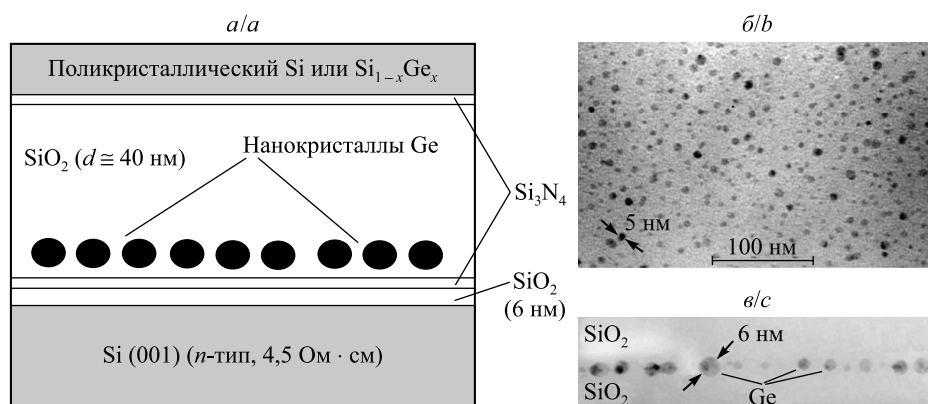 а/a
Поликристаллический Si или Si₁₋ₓGeₓ
SiO₂ (d ≅ 40 нм)
Нанокристаллы Ge
Si₃N₄
SiO₂
(6 нм)
Si (001) (n-тип, 4,5 Ом · см)
б/b
5 нм
100 нм
в/c
SiO₂
6 нм
SiO₂
Ge